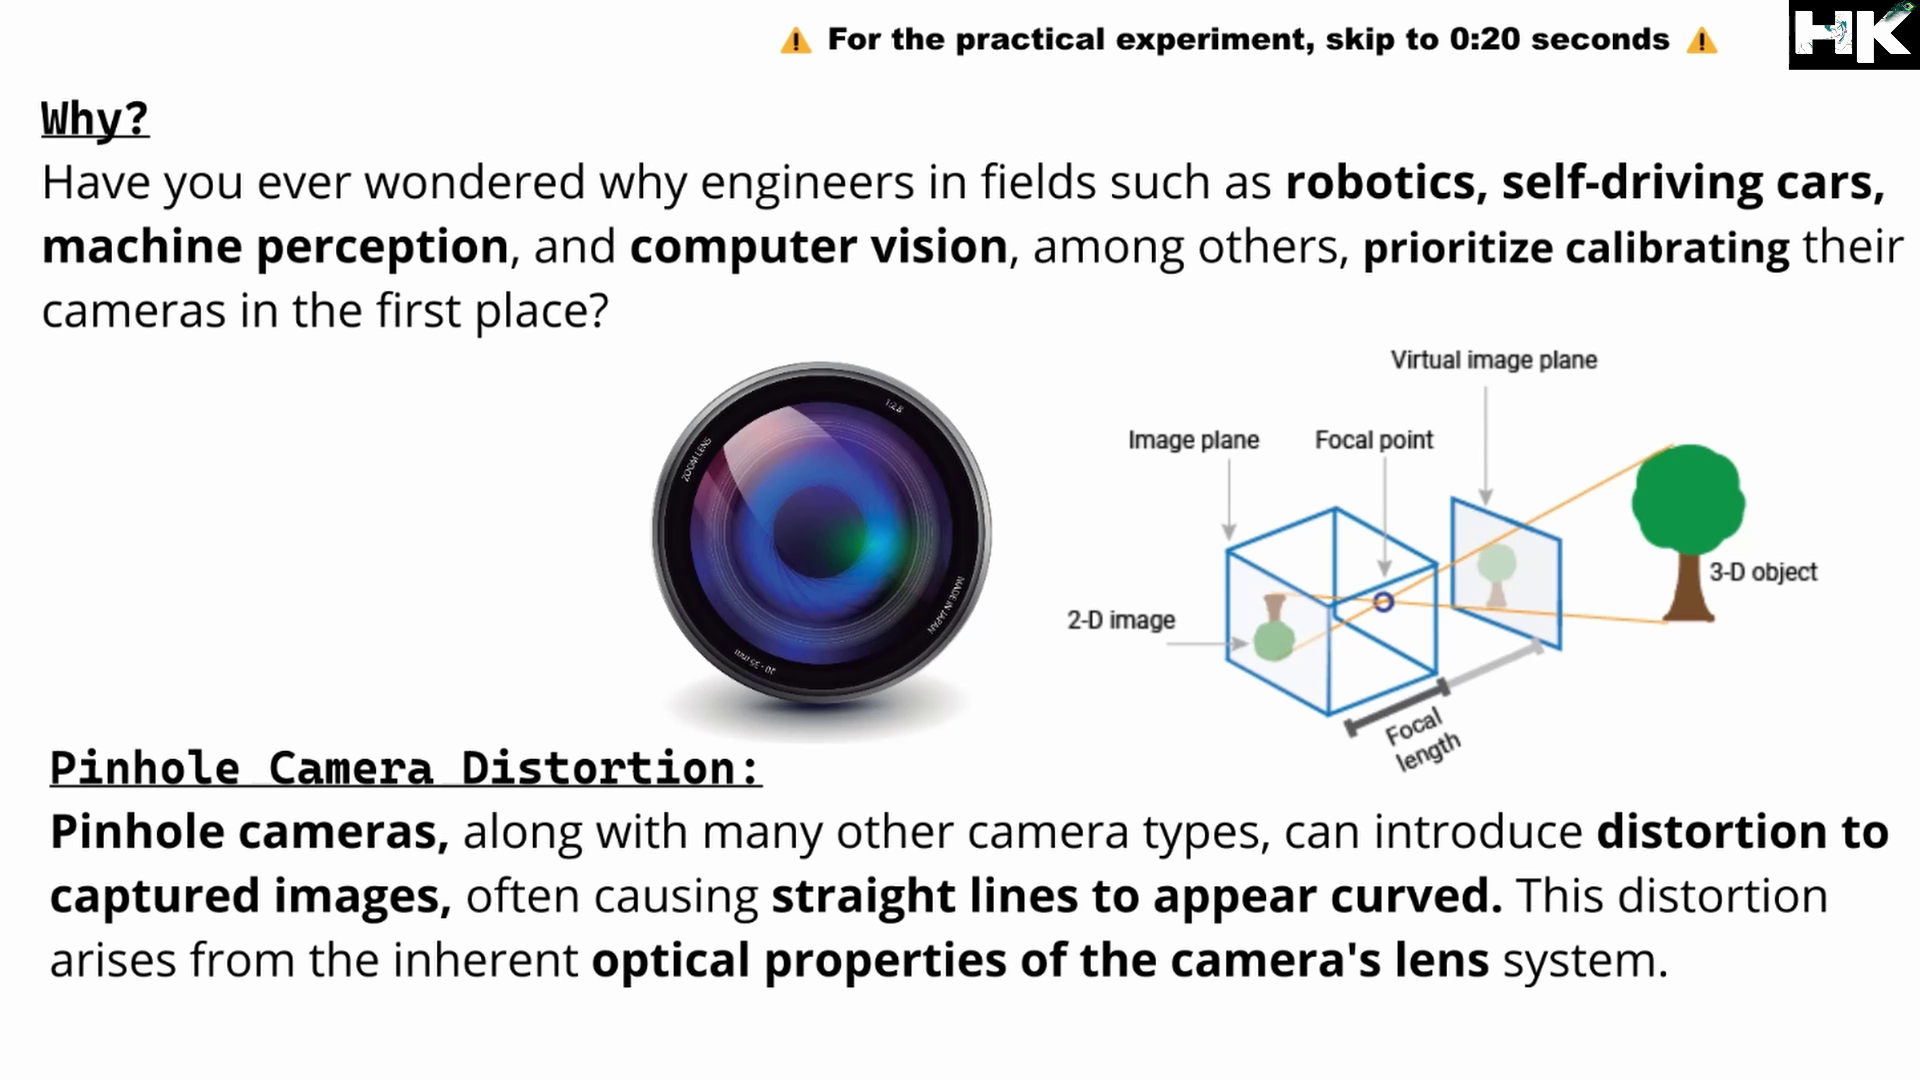 ⚠ For the practical experiment, skip to 0:20 seconds ⚠
HK
Why?
Have you ever wondered why engineers in fields such as robotics, self-driving cars,
machine perception, and computer vision, among others, prioritize calibrating their
cameras in the first place?
1:2.8
ZOOM LENS
MADE IN JAPAN
Virtual image plane
Image plane
Focal point
3-D object
2-D image
Focal
length
Pinhole Camera Distortion:
Pinhole cameras, along with many other camera types, can introduce distortion to
captured images, often causing straight lines to appear curved. This distortion
arises from the inherent optical properties of the camera's lens system.